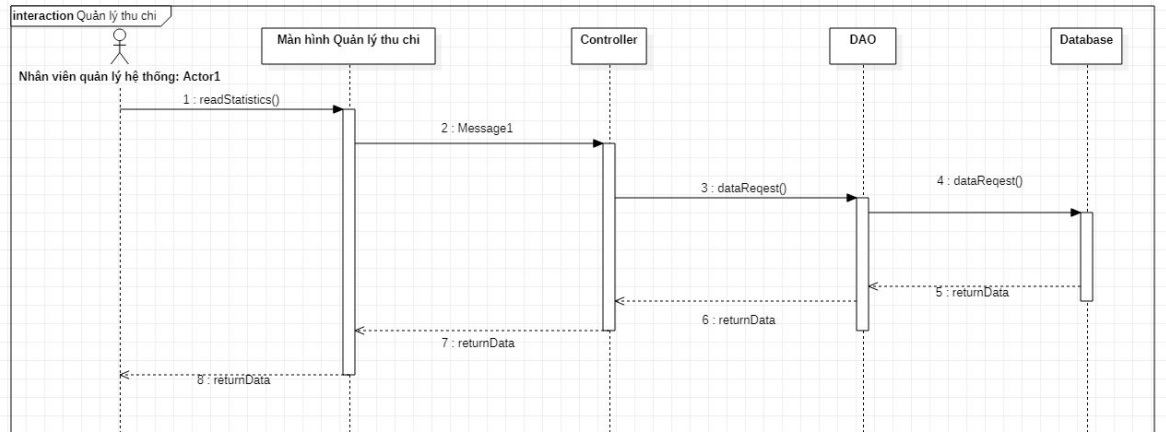 interaction Quản lý thu chi
Màn hình Quản lý thu chi
Controller
DAO
Database
Nhân viên quản lý hệ thống: Actor1
1 : readStatistics()
2 : Message1
3 : dataReqest()
4 : dataReqest()
5 : returnData
6 : returnData
7 : returnData
8 : returnData